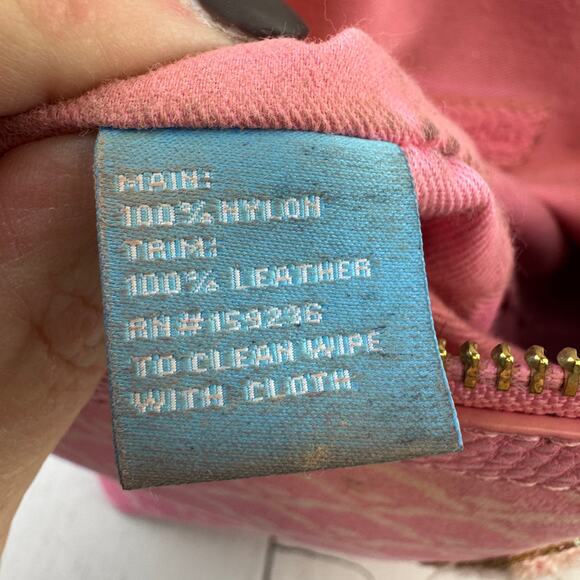 MAIN:
100% NYLON
TRIM:
100% LEATHER
RN#159236
TO CLEAN WIPE
WITH CLOTH